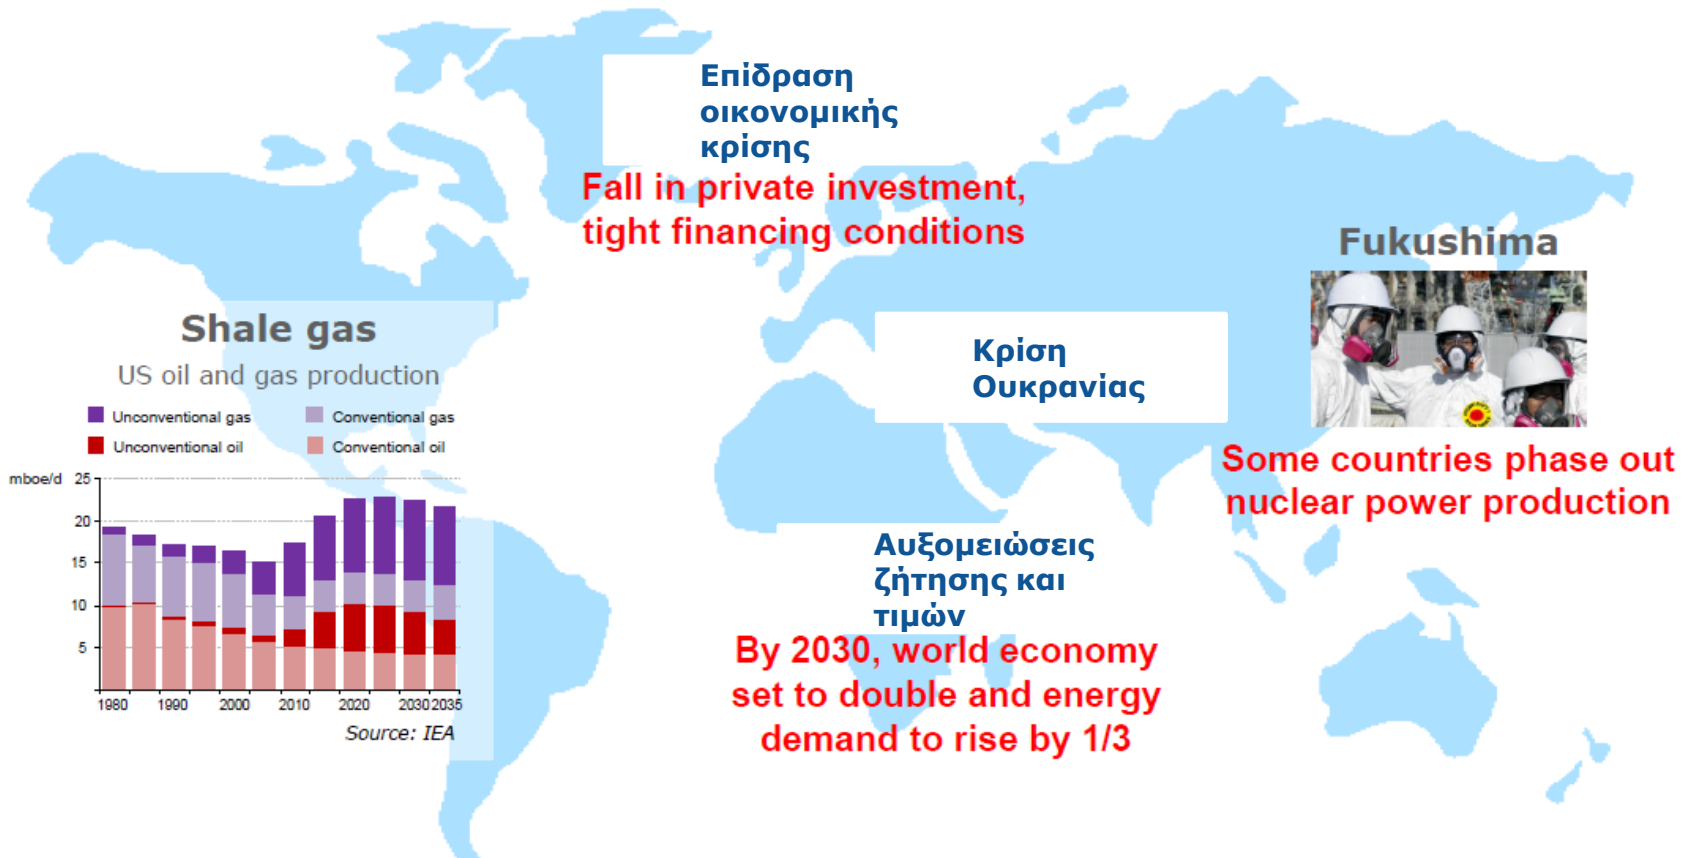 Επίδραση
οικονομικής
κρίσης
Fall in private investment,
tight financing conditions
Fukushima
Shale gas
US oil and gas production
Unconventional gas
Conventional gas
Unconventional oil
Conventional oil
mboe/d
25
20
15
10
5
1980 1990 2000 2010 2020 2030 2035
Source: IEA
Κρίση
Ουκρανίας
Some countries phase out
nuclear power production
Αυξομειώσεις
ζήτησης και
τιμών
By 2030, world economy
set to double and energy
demand to rise by 1/3